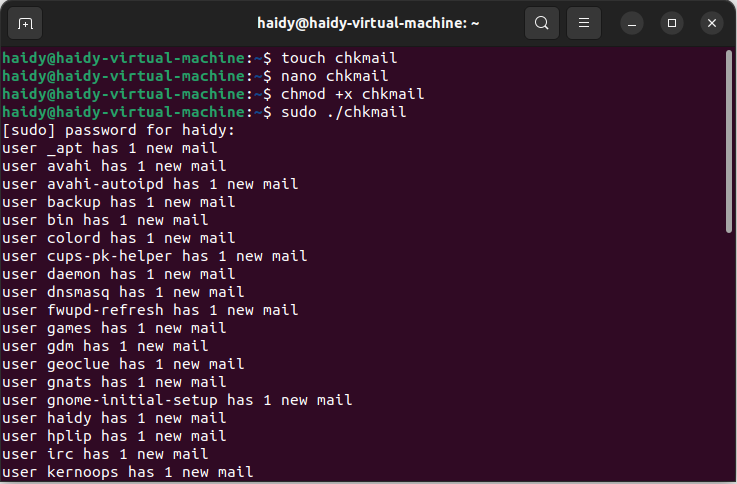 haidy@haidy-virtual-machine: ~
haidy@haidy-virtual-machine:~$ touch chkmail
haidy@haidy-virtual-machine:~$ nano chkmail
haidy@haidy-virtual-machine:~$ chmod +x chkmail
haidy@haidy-virtual-machine:~$ sudo ./chkmail
[sudo] password for haidy:
user _apt has 1 new mail
user avahi has 1 new mail
user avahi-autoipd has 1 new mail
user backup has 1 new mail
user bin has 1 new mail
user colord has 1 new mail
user cups-pk-helper has 1 new mail
user daemon has 1 new mail
user dnsmasq has 1 new mail
user fwupd-refresh has 1 new mail
user games has 1 new mail
user gdm has 1 new mail
user geoclue has 1 new mail
user gnats has 1 new mail
user gnome-initial-setup has 1 new mail
user haidy has 1 new mail
user hplip has 1 new mail
user irc has 1 new mail
user kernoops has 1 new mail